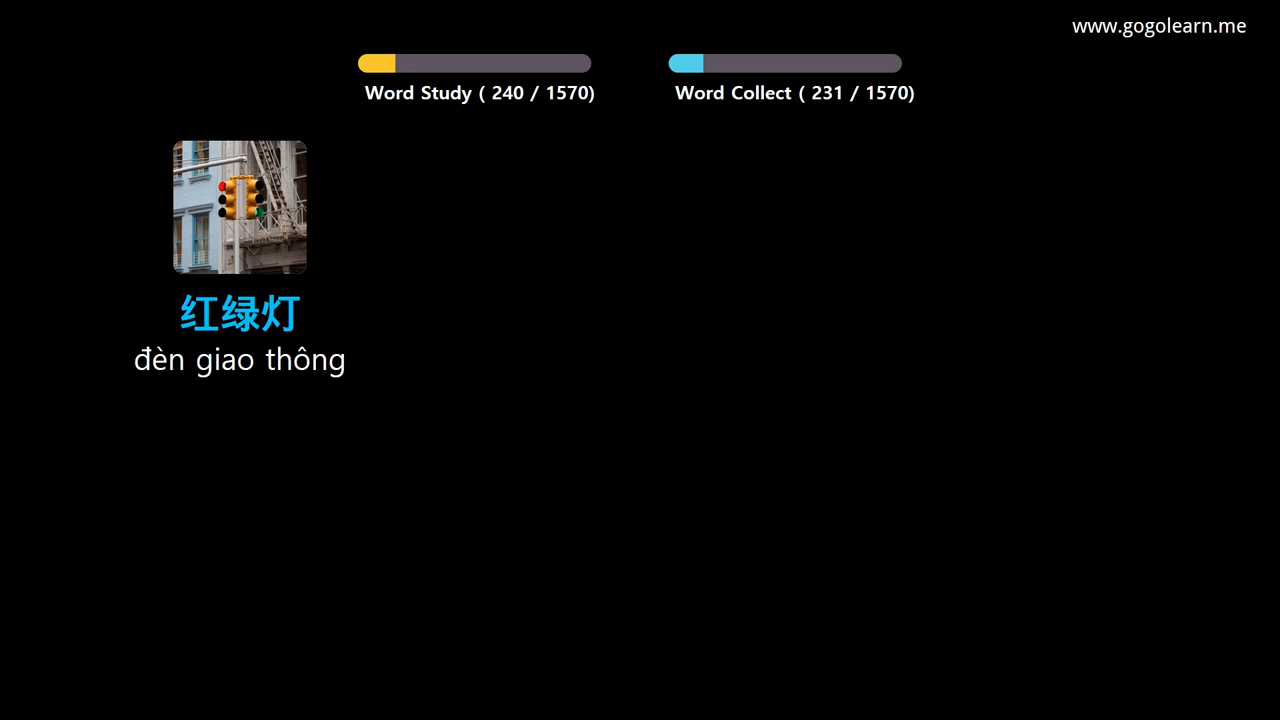 www.gogolearn.me
Word Study ( 240 / 1570)
Word Collect ( 231 / 1570)
红绿灯
đèn giao thông